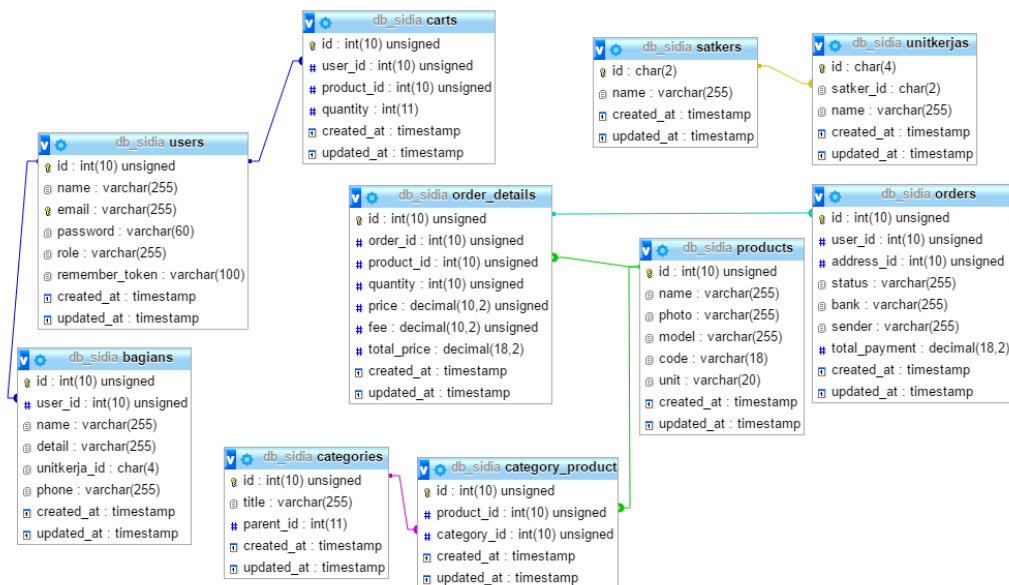 db_sidia carts
id : int(10) unsigned
user_id : int(10) unsigned
product_id : int(10) unsigned
quantity : int(11)
created_at : timestamp
updated_at : timestamp
db_sidia satkers
id : char(2)
name : varchar(255)
created_at : timestamp
updated_at : timestamp
db_sidia unitkerjas
id : char(4)
satker_id : char(2)
name : varchar(255)
created_at : timestamp
updated_at : timestamp
db_sidia users
id : int(10) unsigned
name : varchar(255)
email : varchar(255)
password : varchar(60)
role : varchar(255)
remember_token : varchar(100)
created_at : timestamp
updated_at : timestamp
db_sidia order_details
id : int(10) unsigned
order_id : int(10) unsigned
product_id : int(10) unsigned
quantity : int(10) unsigned
price : decimal(10,2) unsigned
fee : decimal(10,2) unsigned
total_price : decimal(18,2)
created_at : timestamp
updated_at : timestamp
db_sidia orders
id : int(10) unsigned
user_id : int(10) unsigned
address_id : int(10) unsigned
status : varchar(255)
bank : varchar(255)
sender : varchar(255)
total_payment : decimal(18,2)
created_at : timestamp
updated_at : timestamp
db_sidia products
id : int(10) unsigned
name : varchar(255)
photo : varchar(255)
model : varchar(255)
code : varchar(18)
unit : varchar(20)
created_at : timestamp
updated_at : timestamp
db_sidia bagians
id : int(10) unsigned
user_id : int(10) unsigned
name : varchar(255)
detail : varchar(255)
unitkerja_id : char(4)
phone : varchar(255)
created_at : timestamp
updated_at : timestamp
db_sidia categories
id : int(10) unsigned
title : varchar(255)
parent_id : int(11)
created_at : timestamp
updated_at : timestamp
db_sidia category_product
id : int(10) unsigned
product_id : int(10) unsigned
category_id : int(10) unsigned
created_at : timestamp
updated_at : timestamp